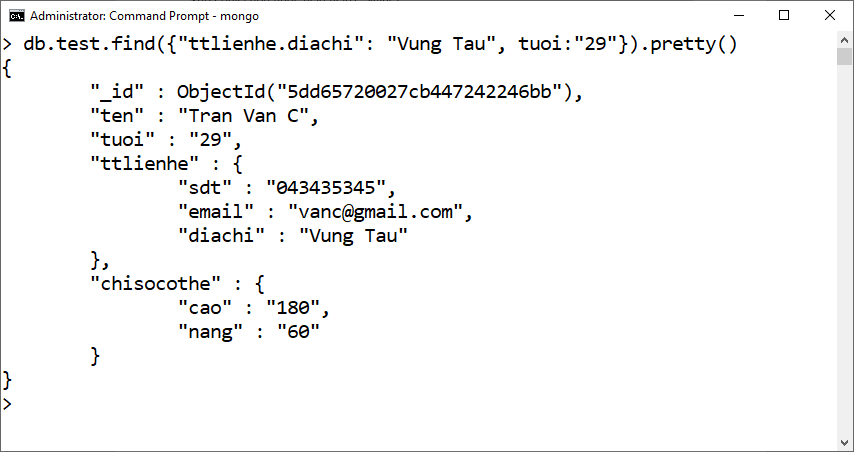 Administrator: Command Prompt - mongo
> db.test.find({"ttlienhe.diachi": "Vung Tau", tuoi:"29"}).pretty()
{
        "_id" : ObjectId("5dd65720027cb447242246bb"),
        "ten" : "Tran Van C",
        "tuoi" : "29",
        "ttlienhe" : {
                "sdt" : "043435345",
                "email" : "vanc@gmail.com",
                "diachi" : "Vung Tau"
        },
        "chisocothe" : {
                "cao" : "180",
                "nang" : "60"
        }
}
>